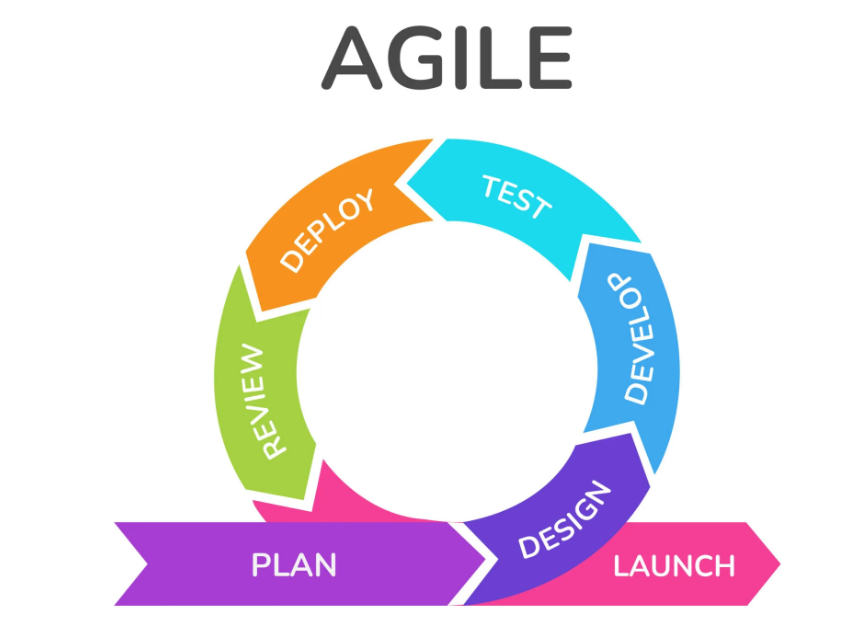 AGILE
PLAN
DESIGN
DEVELOP
TEST
DEPLOY
REVIEW
LAUNCH